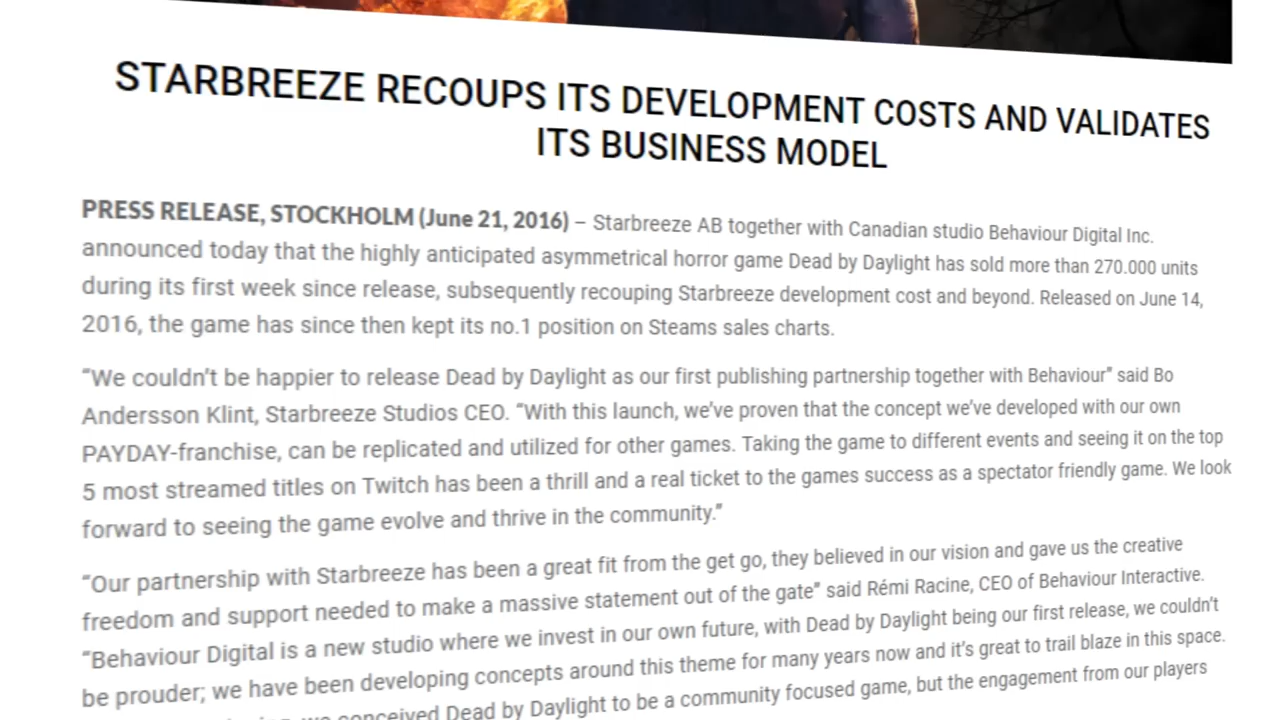 STARBREEZE RECOUPS ITS DEVELOPMENT COSTS AND VALIDATES
ITS BUSINESS MODEL
PRESS RELEASE, STOCKHOLM (June 21, 2016) – Starbreeze AB together with Canadian studio Behaviour Digital Inc.
announced today that the highly anticipated asymmetrical horror game Dead by Daylight has sold more than 270.000 units
during its first week since release, subsequently recouping Starbreeze development cost and beyond. Released on June 14,
2016, the game has since then kept its no.1 position on Steams sales charts.
“We couldn’t be happier to release Dead by Daylight as our first publishing partnership together with Behaviour” said Bo
Andersson Klint, Starbreeze Studios CEO. “With this launch, we’ve proven that the concept we’ve developed with our own
PAYDAY-franchise, can be replicated and utilized for other games. Taking the game to different events and seeing it on the top
5 most streamed titles on Twitch has been a thrill and a real ticket to the games success as a spectator friendly game. We look
forward to seeing the game evolve and thrive in the community.”
“Our partnership with Starbreeze has been a great fit from the get go, they believed in our vision and gave us the creative
freedom and support needed to make a massive statement out of the gate” said Rémi Racine, CEO of Behaviour Interactive.
“Behaviour Digital is a new studio where we invest in our own future, with Dead by Daylight being our first release, we couldn’t
be prouder; we have been developing concepts around this theme for many years now and it’s great to trail blaze in this space.
we conceived Dead by Daylight to be a community focused game, but the engagement from our players